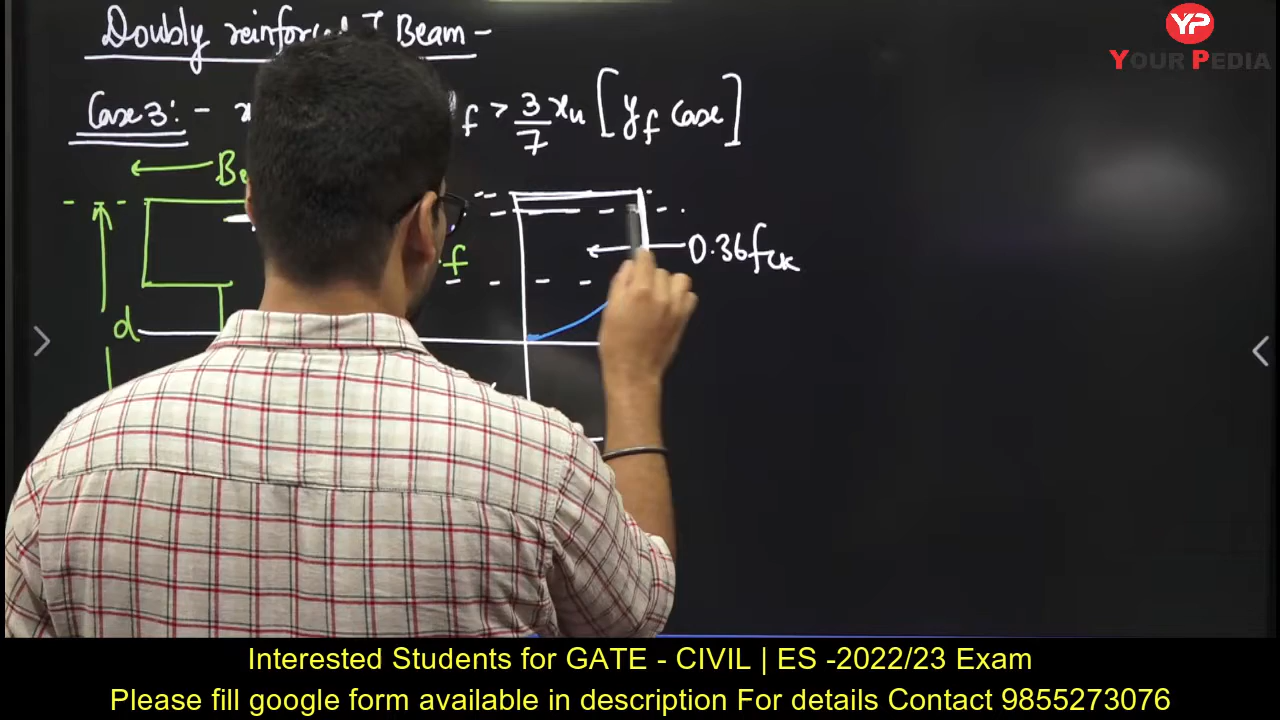 Doubly reinforced T Beam -
YP
YOUR PEDIA
Case 3: - x f > 3/7 xu [yf case]
Be
0.36fck
f
d
Interested Students for GATE - CIVIL | ES -2022/23 Exam
Please fill google form available in description For details Contact 9855273076